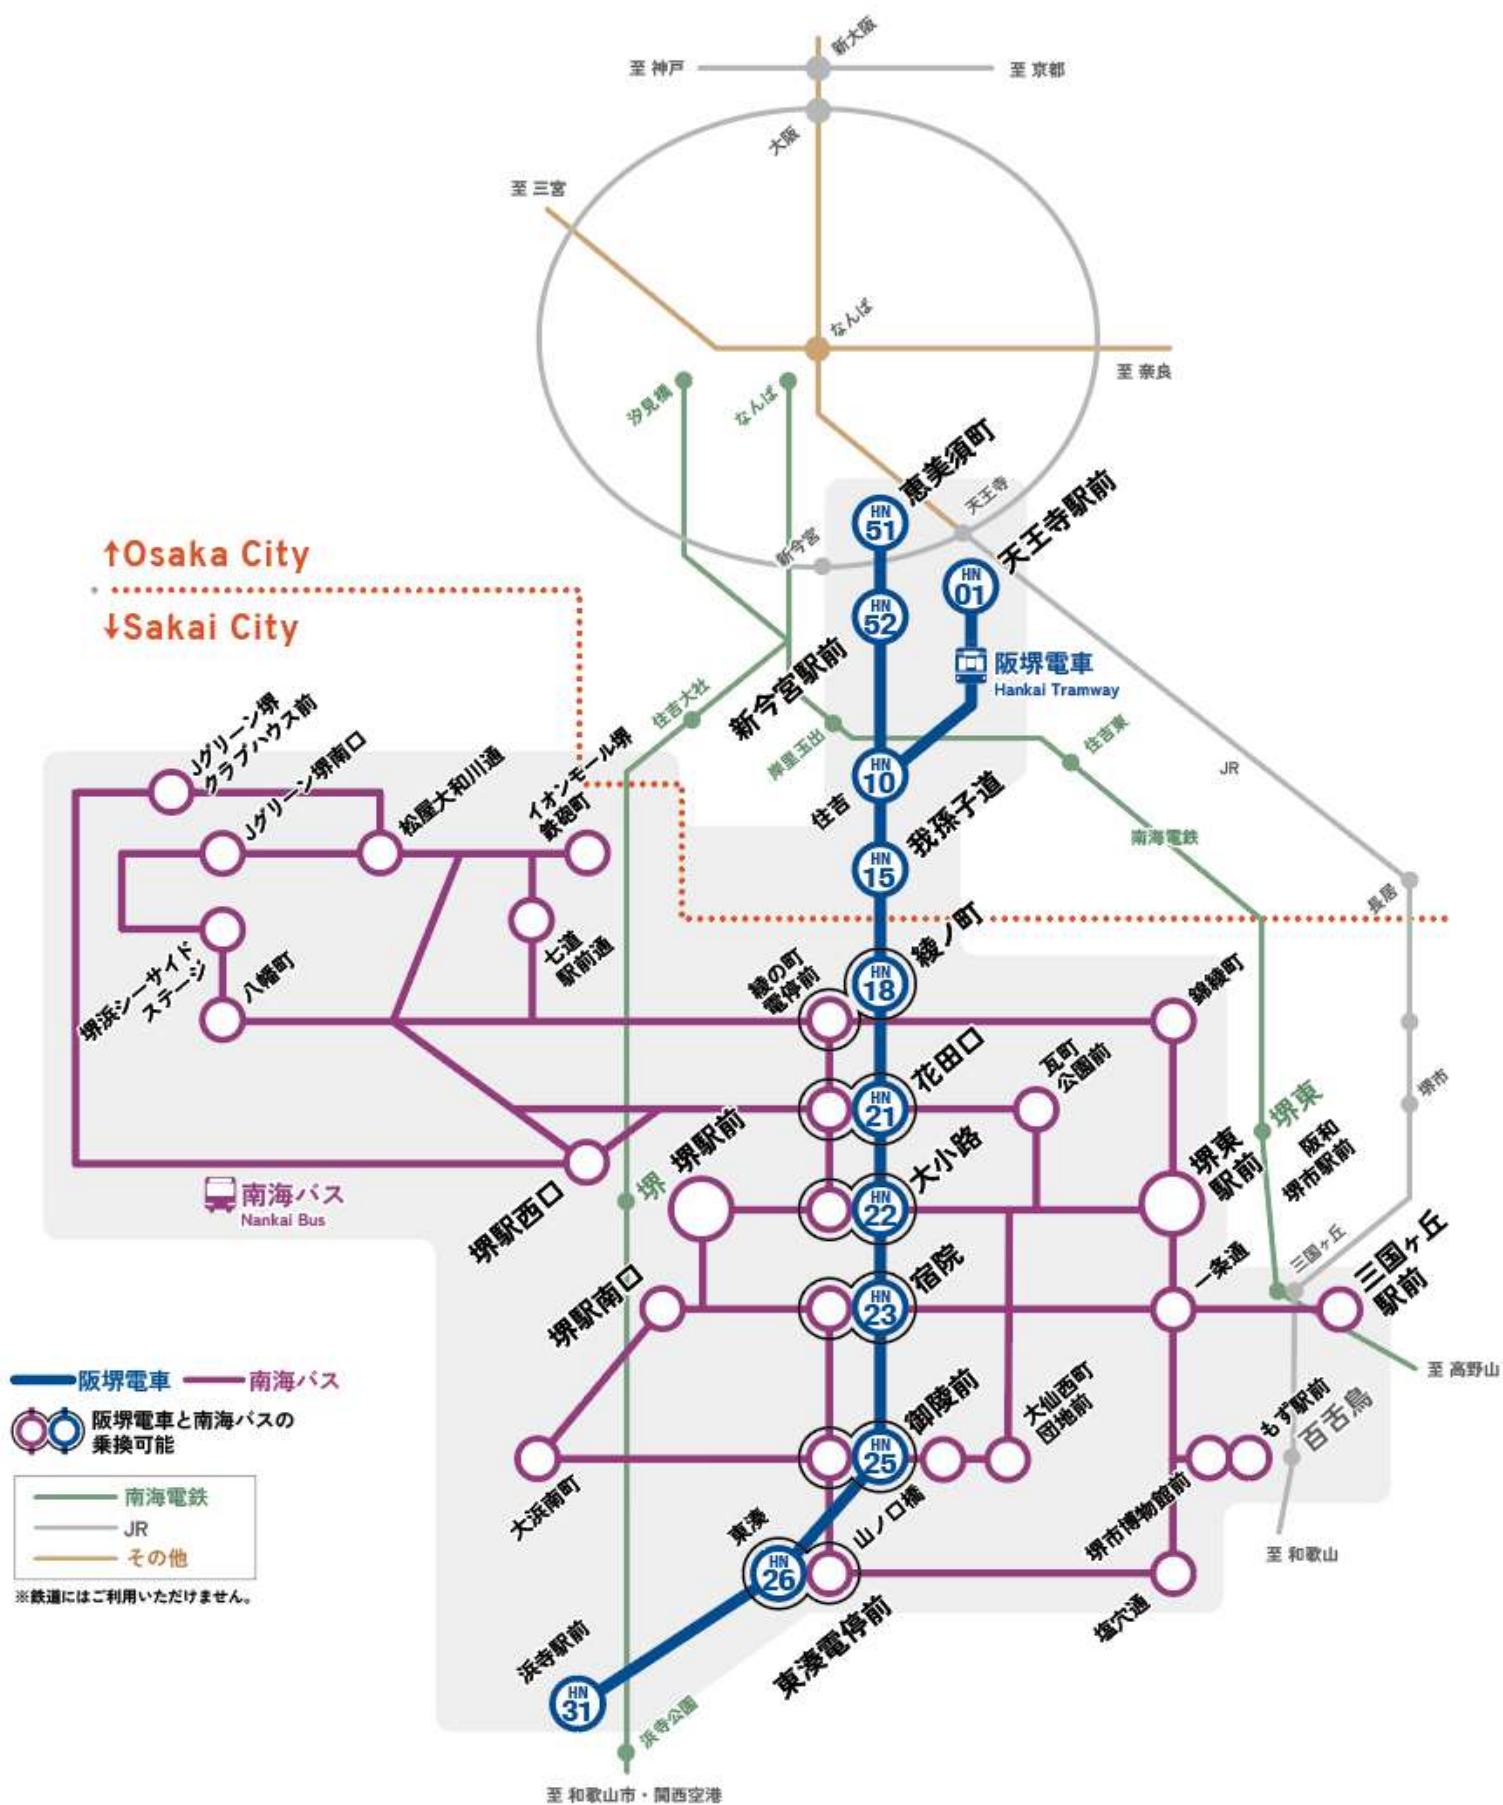 新大阪
至 神戸
至 京都
大阪
至 三宮
なんば
至 奈良
汐見橋
なんば
恵美須町
天王寺
天王寺駅前
新今宮
HN
51
HN
01
HN
52
↑Osaka City
↓Sakai City
新今宮駅前
阪堺電車
Hankai Tramway
住吉大社
岸里玉出
住吉東
JR
HN
10
住吉
我孫子道
南海電鉄
HN
15
長居
Jグリーン堺
クラブハウス前
Jグリーン堺南口
松屋大和川通
イオンモール堺
鉄砲町
堺浜シーサイド
ステージ
八幡町
七道
駅前通
綾の町
電停前
綾ノ町
HN
18
錦綾町
花田口
HN
21
瓦町
公園前
堺東
堺市
阪和
堺市駅前
南海バス
Nankai Bus
堺駅西口
堺
堺駅前
大小路
HN
22
堺東
駅前
堺駅南口
宿院
HN
23
一条通
三国ヶ丘
三国ヶ丘
駅前
至 高野山
阪堺電車
南海バス
阪堺電車と南海バスの
乗換可能
南海電鉄
JR
その他
※鉄道にはご利用いただけません。
大浜南町
御陵前
HN
25
山ノ口橋
大仙西町
団地前
堺市博物館前
もず駅前
百舌鳥
至 和歌山
東湊
HN
26
東湊電停前
塩穴通
浜寺駅前
HN
31
浜寺公園
至 和歌山市・関西空港